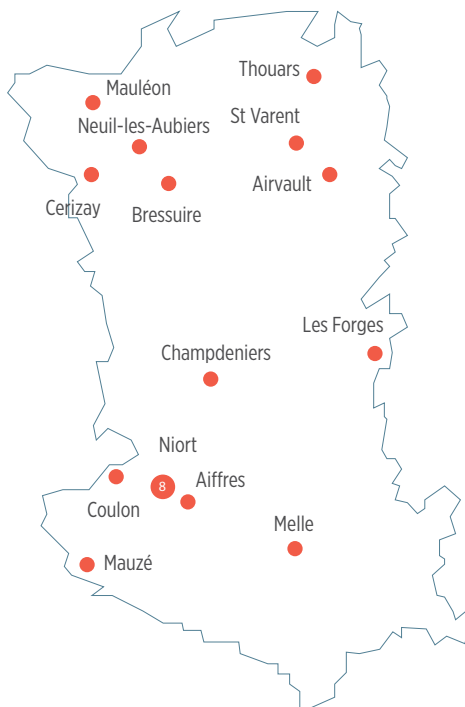 Thouars
Mauléon
St Varent
Neuil-les-Aubiers
Cerizay
Bressuire
Airvault
Les Forges
Champdeniers
Niort
8
Aiffres
Coulon
Melle
Mauzé